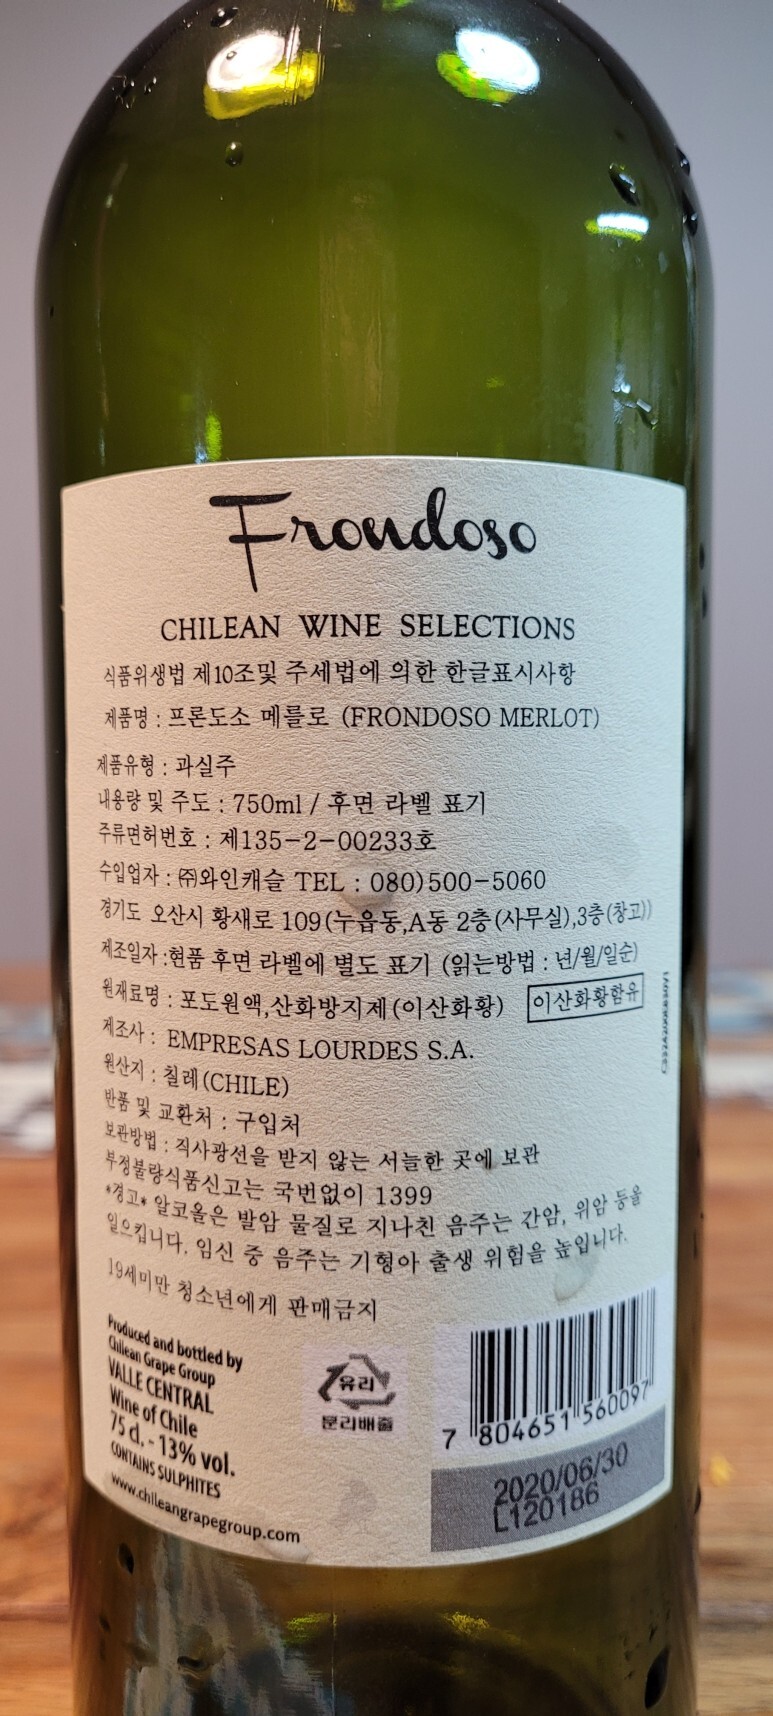 Frondoso
CHILEAN WINE SELECTIONS
식품위생법 제10조및 주세법에 의한 한글표시사항
제품명 : 프론도소 메를로 (FRONDOSO MERLOT)
제품유형 : 과실주
내용량 및 주도 : 750ml / 후면 라벨 표기
주류면허번호 : 제135-2-00233호
수입업자 : ㈜와인캐슬 TEL : 080)500-5060
경기도 오산시 황새로 109(누읍동,A동 2층(사무실),3층(창고))
제조일자 :현품 후면 라벨에 별도 표기 (읽는방법 : 년/월/일순)
원재료명 : 포도원액,산화방지제(이산화황) 이산화황함유
제조사 : EMPRESAS LOURDES S.A.
원산지 : 칠레(CHILE)
반품 및 교환처 : 구입처
보관방법 : 직사광선을 받지 않는 서늘한 곳에 보관
부정불량식품신고는 국번없이 1399
*경고* 알코올은 발암 물질로 지나친 음주는 간암, 위암 등을
일으킵니다. 임신 중 음주는 기형아 출생 위험을 높입니다.
19세미만 청소년에게 판매금지
Produced and bottled by
Chilean Grape Group
VALLE CENTRAL
Wine of Chile
75 cl. - 13% vol.
CONTAINS SULPHITES
www.chileangrapegroup.com
유리
분리배출
7 804651 560097
2020/06/30
L120186